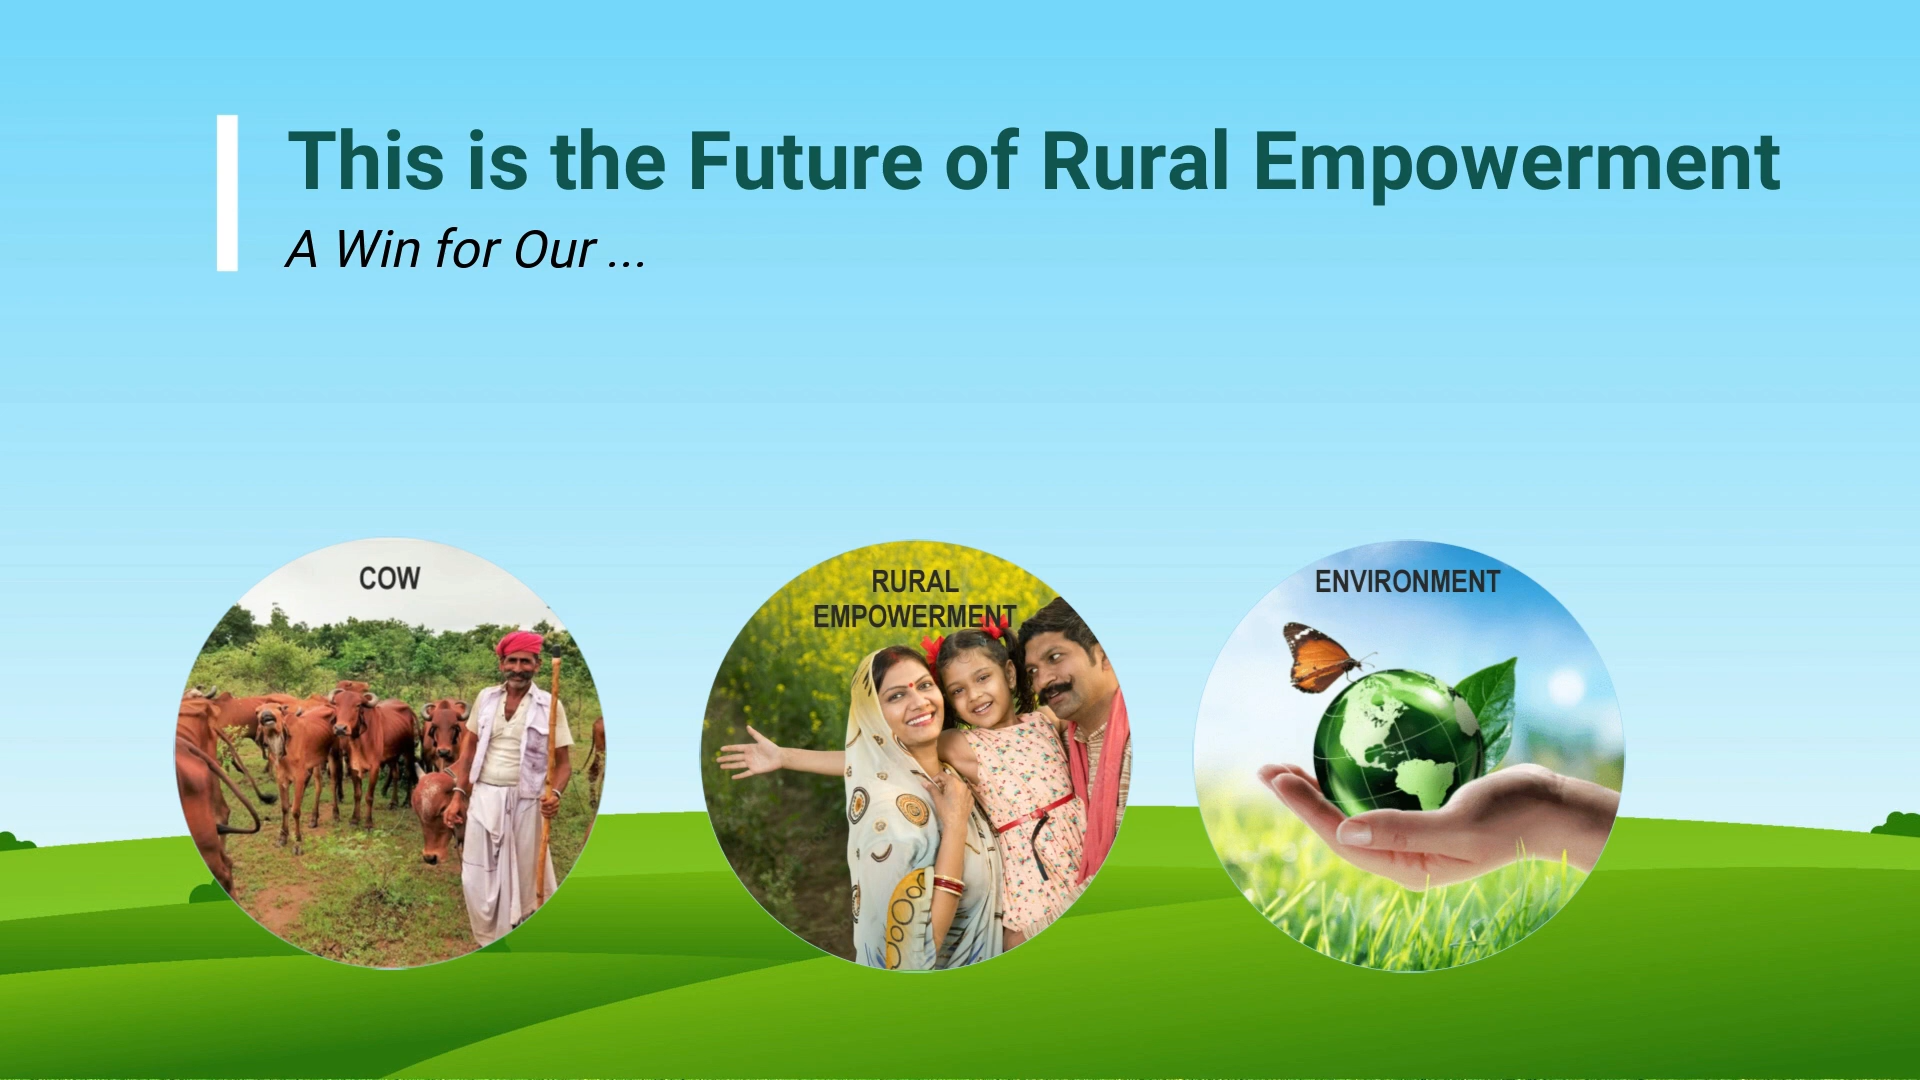 This is the Future of Rural Empowerment
A Win for Our ...
COW
RURAL
EMPOWERMENT
ENVIRONMENT